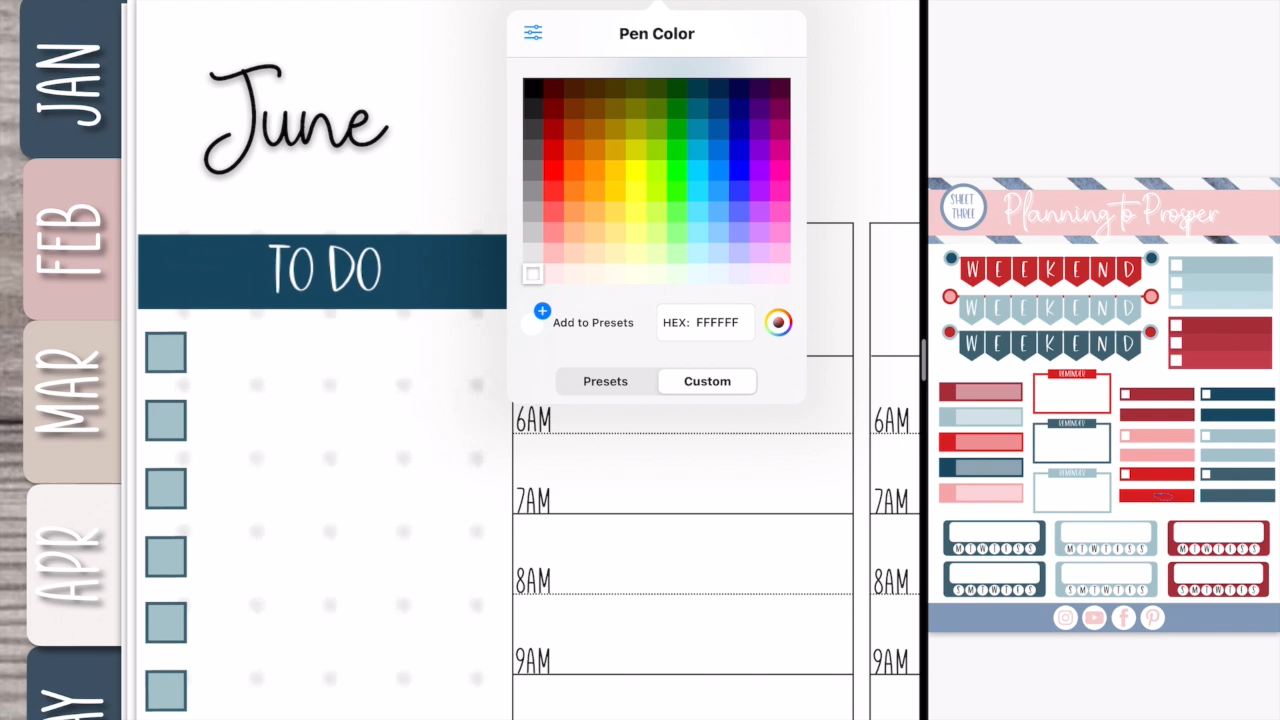 JAN
FEB
MAR
APR
AY
June
TO DO
Pen Color
Add to Presets
HEX: FFFFFF
Presets
Custom
6AM
7AM
8AM
9AM
6AM
7AM
8AM
9AM
SHEET
THREE
Planning to Prosper
WEEKEND
WEEKEND
WEEKEND
REMINDER
REMINDER
REMINDER
M T W T F S S
M T W T F S S
M T W T F S S
S M T W T F S
S M T W T F S
S M T W T F S